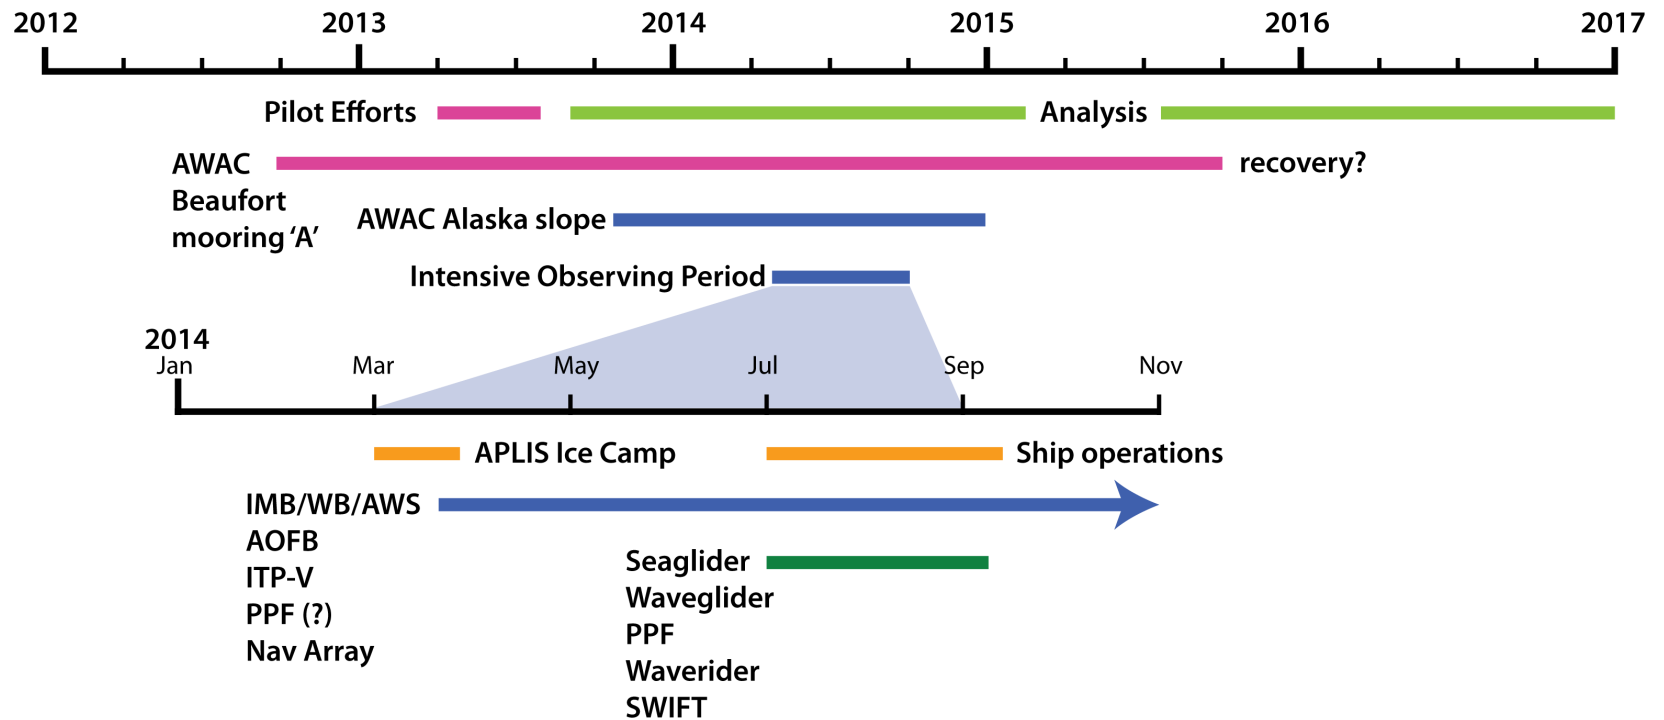 2012 2013 2014 2015 2016 2017
Pilot Efforts Analysis
AWAC recovery?
Beaufort
mooring ‘A’
AWAC Alaska slope
Intensive Observing Period
2014
Jan Mar May Jul Sep Nov
APLIS Ice Camp Ship operations
IMB/WB/AWS
AOFB
ITP-V
PPF (?)
Nav Array
Seaglider
Waveglider
PPF
Waverider
SWIFT